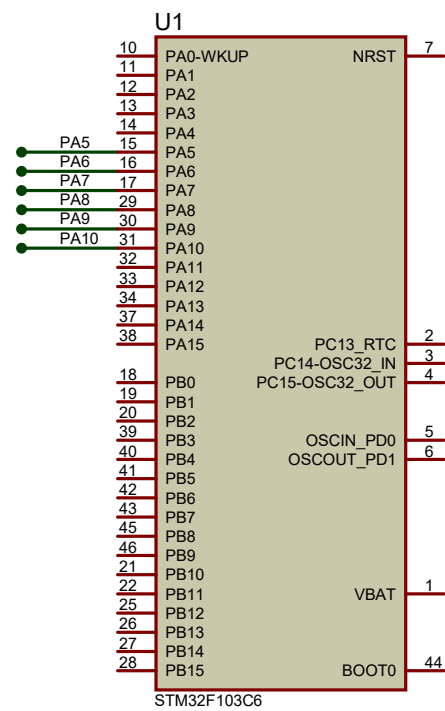 U1
10 PA0-WKUP NRST 7
11 PA1
12 PA2
13 PA3
14 PA4
PA5 15 PA5
PA6 16 PA6
PA7 17 PA7
PA8 29 PA8
PA9 30 PA9
PA10 31 PA10
32 PA11
33 PA12
34 PA13
37 PA14
38 PA15 PC13_RTC 2
PC14-OSC32_IN 3
18 PB0 PC15-OSC32_OUT 4
19 PB1
20 PB2
39 PB3 OSCIN_PD0 5
40 PB4 OSCOUT_PD1 6
41 PB5
42 PB6
43 PB7
45 PB8
46 PB9
21 PB10
22 PB11 VBAT 1
25 PB12
26 PB13
27 PB14
28 PB15 BOOT0 44
STM32F103C6